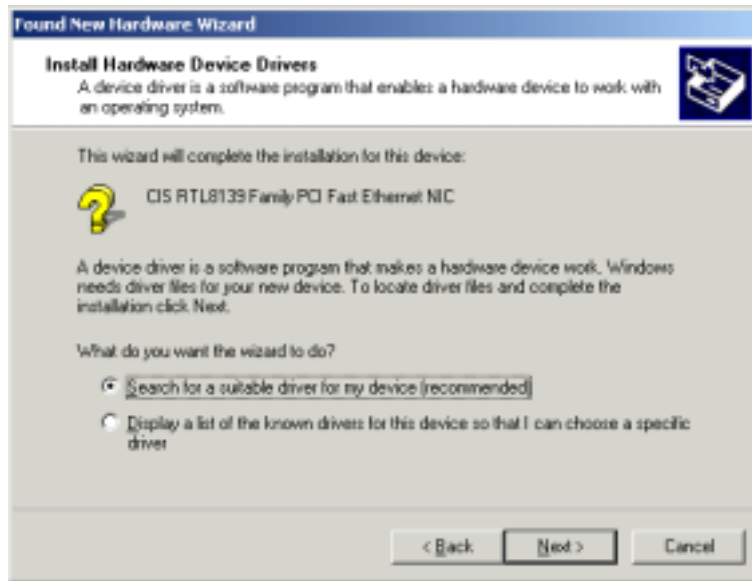 Found New Hardware Wizard
Install Hardware Device Drivers
A device driver is a software program that enables a hardware device to work with
an operating system.
This wizard will complete the installation for this device:
CIS RTL8139 Family PCI Fast Ethernet NIC
A device driver is a software program that makes a hardware device work. Windows
needs driver files for your new device. To locate driver files and complete the
installation click Next.
What do you want the wizard to do?
Search for a suitable driver for my device (recommended)
Display a list of the known drivers for this device so that I can choose a specific
driver
< Back Next > Cancel